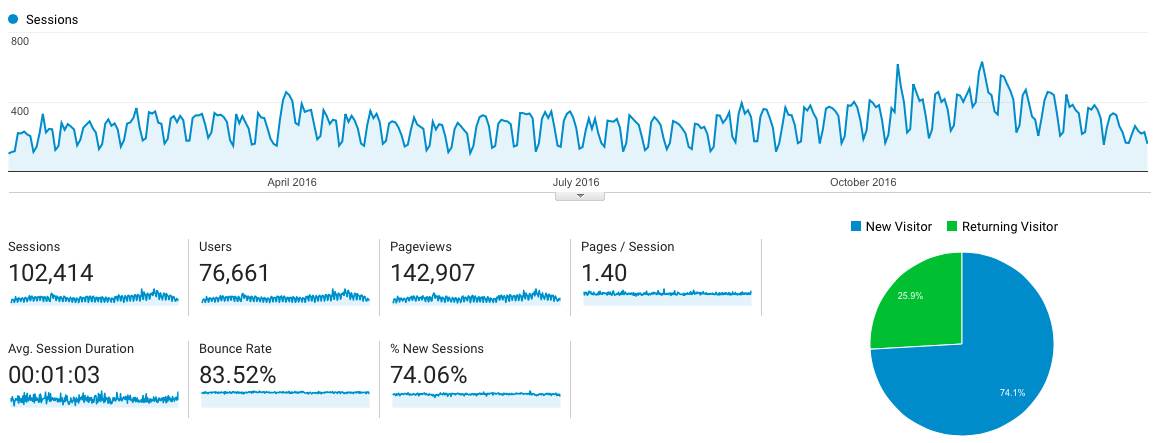 Sessions
800
400
April 2016 July 2016 October 2016
New Visitor Returning Visitor
Sessions Users Pageviews Pages / Session
102,414 76,661 142,907 1.40
25.9%
Avg. Session Duration Bounce Rate % New Sessions
00:01:03 83.52% 74.06%
74.1%